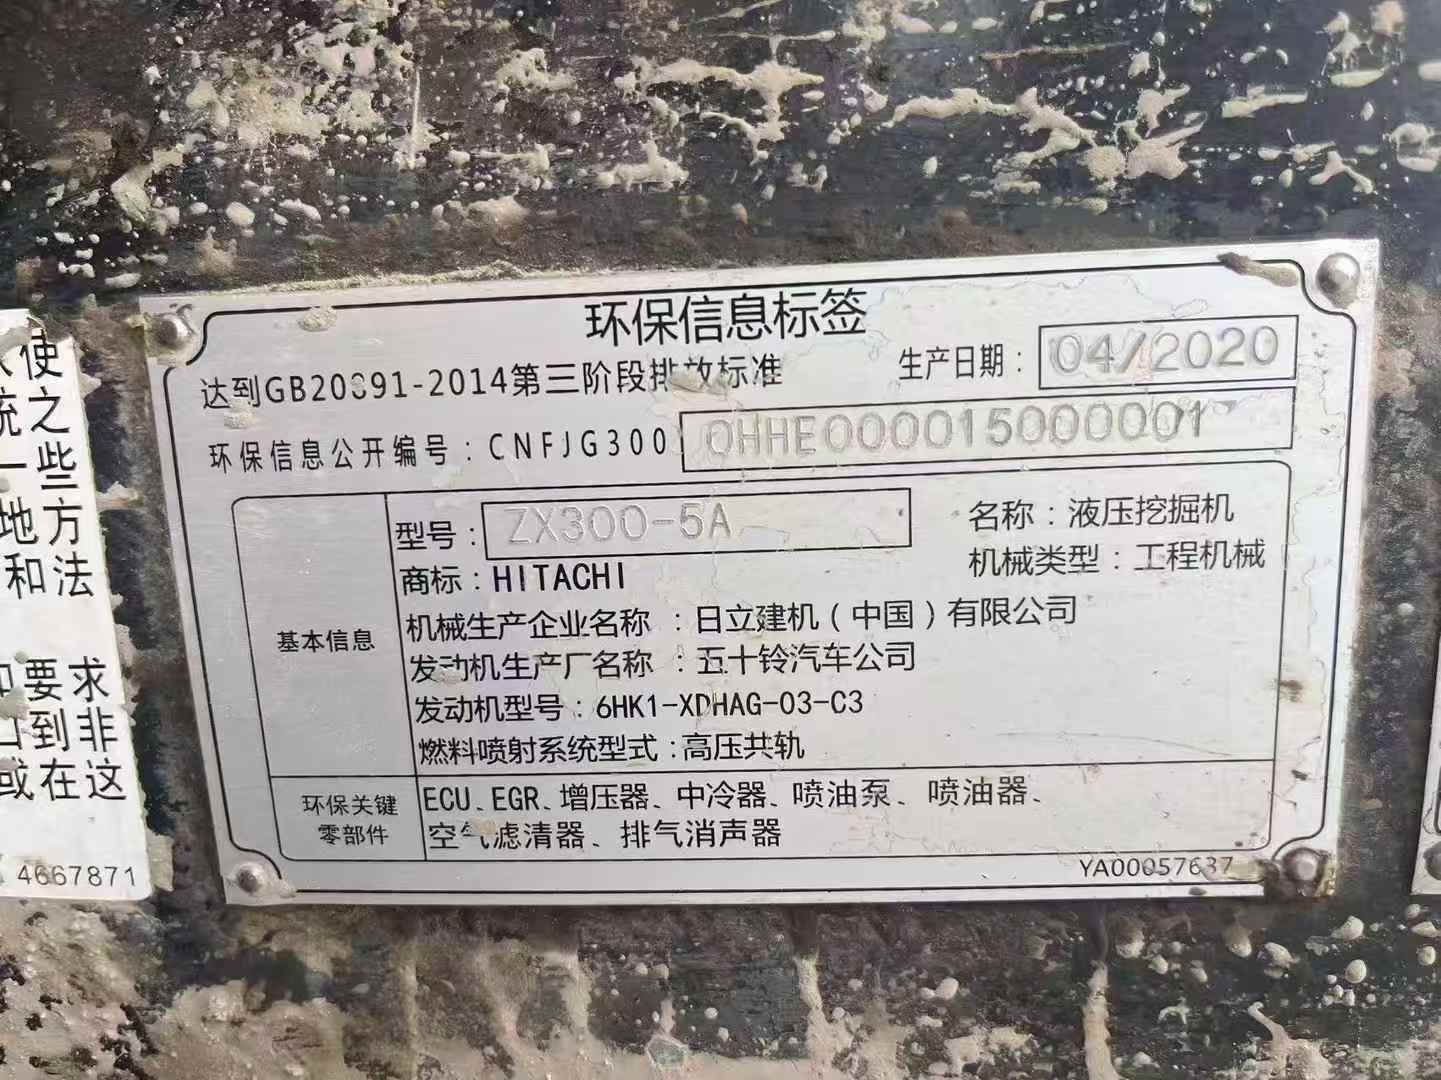 使
统之
一些
地方
和法
中要求
口到非
或在这
4667871
环保信息标签
达到GB20891-2014第三阶段排放标准
生产日期：04/2020
环保信息公开编号：CNFJG300 0HHE000015000001
基本信息
型号：ZX300-5A
名称：液压挖掘机
商标：HITACHI
机械类型：工程机械
机械生产企业名称：日立建机（中国）有限公司
发动机生产厂名称：五十铃汽车公司
发动机型号：6HK1-XDHAG-03-C3
燃料喷射系统型式：高压共轨
环保关键
零部件
ECU、EGR、增压器、中冷器、喷油泵、喷油器、
空气滤清器、排气消声器
YA00057637